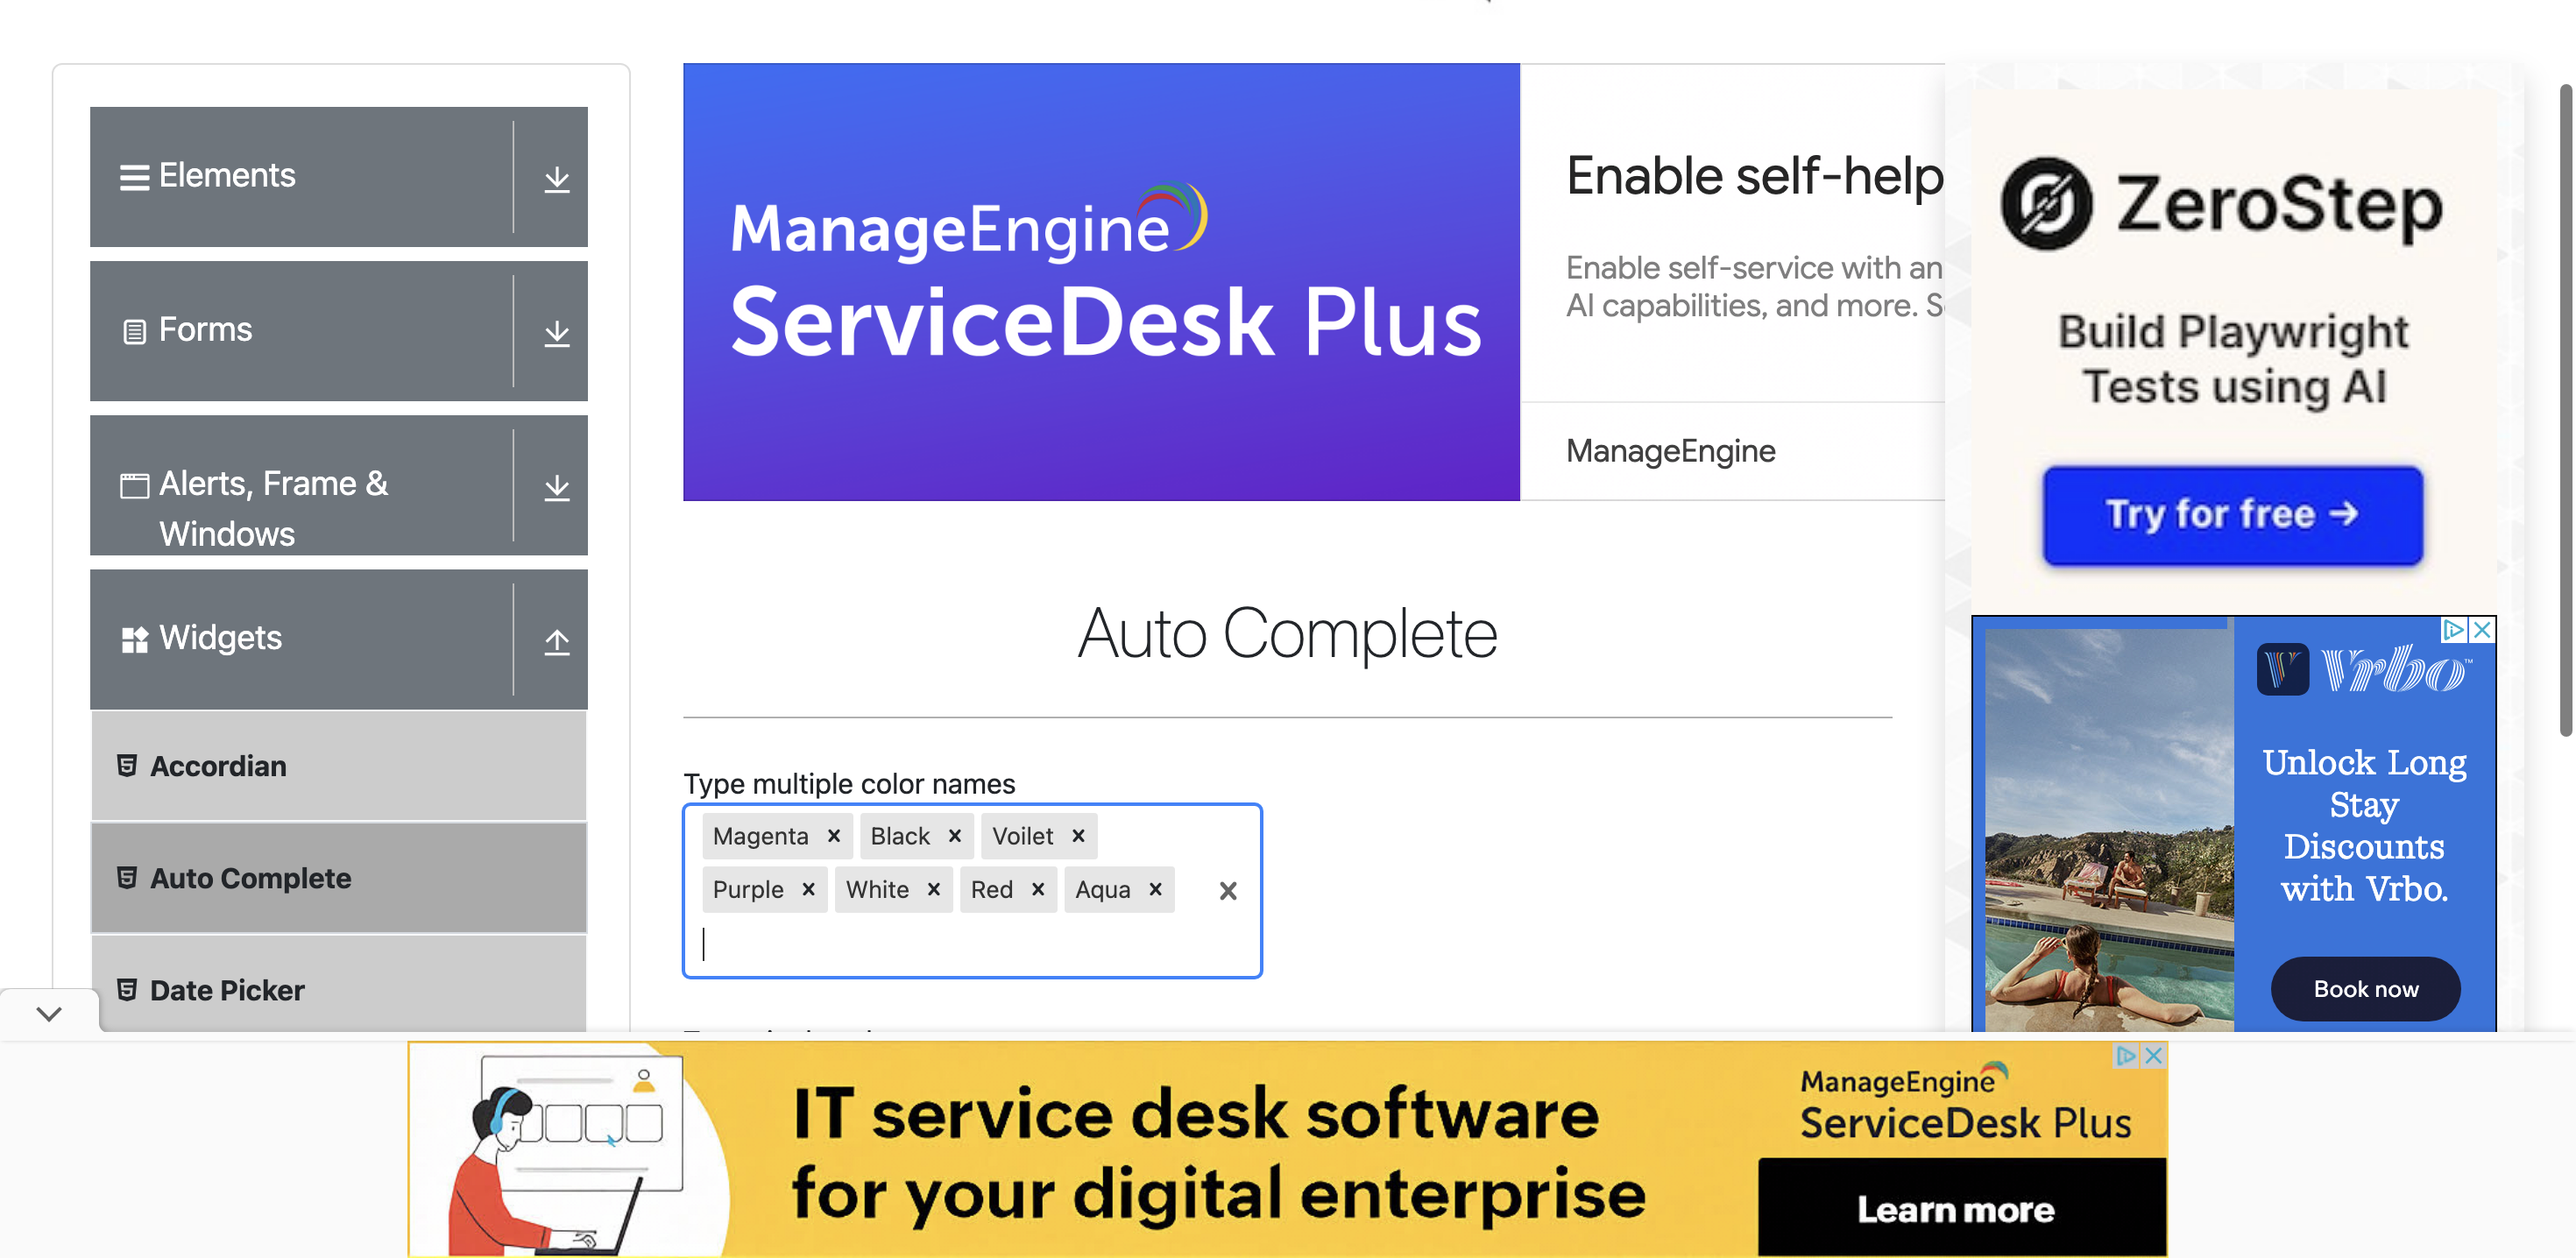 Elements
Forms
Alerts, Frame &
Windows
Widgets
Accordian
Auto Complete
Date Picker
ManageEngine
ServiceDesk Plus
Enable self-help
Enable self-service with an
AI capabilities, and more. S
ManageEngine
ZeroStep
Build Playwright
Tests using AI
Try for free →
Auto Complete
Type multiple color names
Magenta × Black × Voilet ×
Purple × White × Red × Aqua ×
Vrbo™
Unlock Long
Stay
Discounts
with Vrbo.
Book now
IT service desk software
for your digital enterprise
ManageEngine
ServiceDesk Plus
Learn more